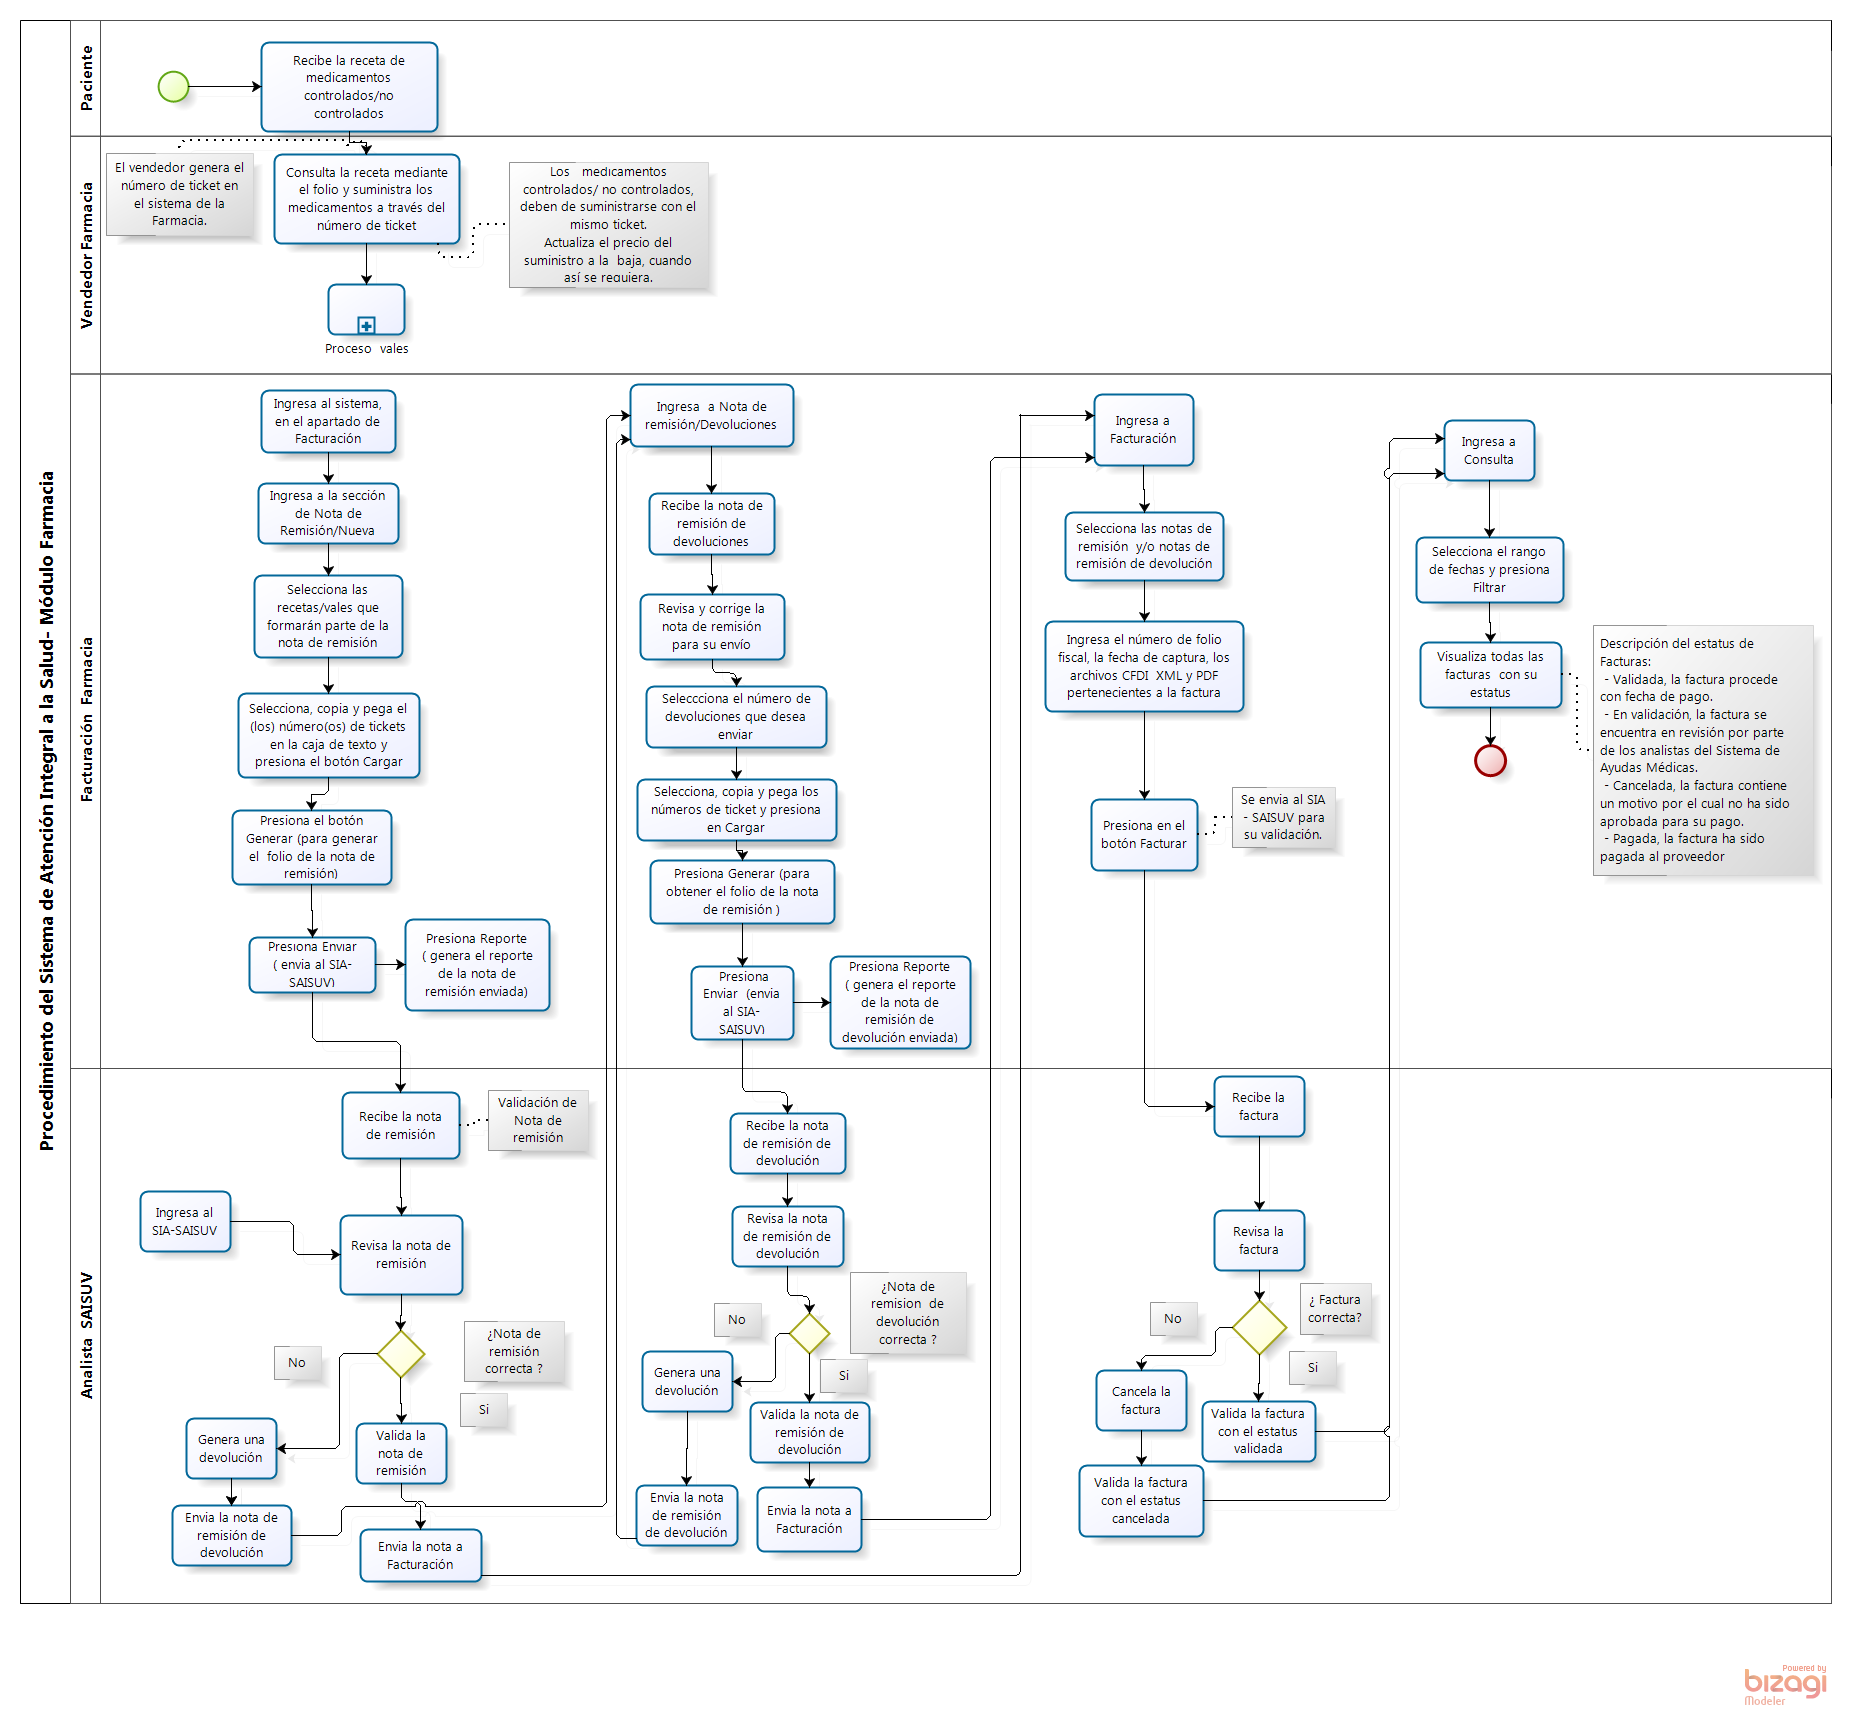 Procedimiento del Sistema de Atención Integral a la Salud- Módulo Farmacia
Paciente
Recibe la receta de
medicamentos
controlados/no
controlados
Vendedor Farmacia
El vendedor genera el
número de ticket en
el sistema de la
Farmacia.
Consulta la receta mediante
el folio y suministra los
medicamentos a través del
número de ticket
Los medicamentos
controlados/ no controlados,
deben de suministrarse con el
mismo ticket.
Actualiza el precio del
suministro a la baja, cuando
así se requiera.
Proceso vales
Facturación Farmacia
Ingresa al sistema,
en el apartado de
Facturación
Ingresa a la sección
de Nota de
Remisión/Nueva
Selecciona las
recetas/vales que
formarán parte de la
nota de remisión
Selecciona, copia y pega el
(los) número(os) de tickets
en la caja de texto y
presiona el botón Cargar
Presiona el botón
Generar (para generar
el folio de la nota de
remisión)
Presiona Enviar
( envia al SIA-
SAISUV)
Presiona Reporte
( genera el reporte
de la nota de
remisión enviada)
Ingresa a Nota de
remisión/Devoluciones
Recibe la nota de
remisión de
devoluciones
Revisa y corrige la
nota de remisión
para su envío
Seleccciona el número de
devoluciones que desea
enviar
Selecciona, copia y pega los
números de ticket y presiona
en Cargar
Presiona Generar (para
obtener el folio de la nota
de remisión )
Presiona
Enviar (envia
al SIA-
SAISUV)
Presiona Reporte
( genera el reporte
de la nota de
remisión de
devolución enviada)
Ingresa a
Facturación
Selecciona las notas de
remisión y/o notas de
remisión de devolución
Ingresa el número de folio
fiscal, la fecha de captura, los
archivos CFDI XML y PDF
pertenecientes a la factura
Presiona en el
botón Facturar
Se envia al SIA
- SAISUV para
su validación.
Ingresa a
Consulta
Selecciona el rango
de fechas y presiona
Filtrar
Visualiza todas las
facturas con su
estatus
Descripción del estatus de
Facturas:
- Validada, la factura procede
con fecha de pago.
- En validación, la factura se
encuentra en revisión por parte
de los analistas del Sistema de
Ayudas Médicas.
- Cancelada, la factura contiene
un motivo por el cual no ha sido
aprobada para su pago.
- Pagada, la factura ha sido
pagada al proveedor
Analista SAISUV
Recibe la nota
de remisión
Validación de
Nota de
remisión
Ingresa al
SIA-SAISUV
Revisa la nota de
remisión
¿Nota de
remisión
correcta ?
No
Si
Genera una
devolución
Valida la
nota de
remisión
Envia la nota de
remisión de
devolución
Envia la nota a
Facturación
Recibe la nota
de remisión de
devolución
Revisa la nota
de remisión de
devolución
¿Nota de
remision de
devolución
correcta ?
No
Si
Genera una
devolución
Valida la nota de
remisión de
devolución
Envia la nota
de remisión
de devolución
Envia la nota a
Facturación
Recibe la
factura
Revisa la
factura
¿ Factura
correcta?
No
Si
Cancela la
factura
Valida la factura
con el estatus
validada
Valida la factura
con el estatus
cancelada
Powered by
bizagi
Modeler